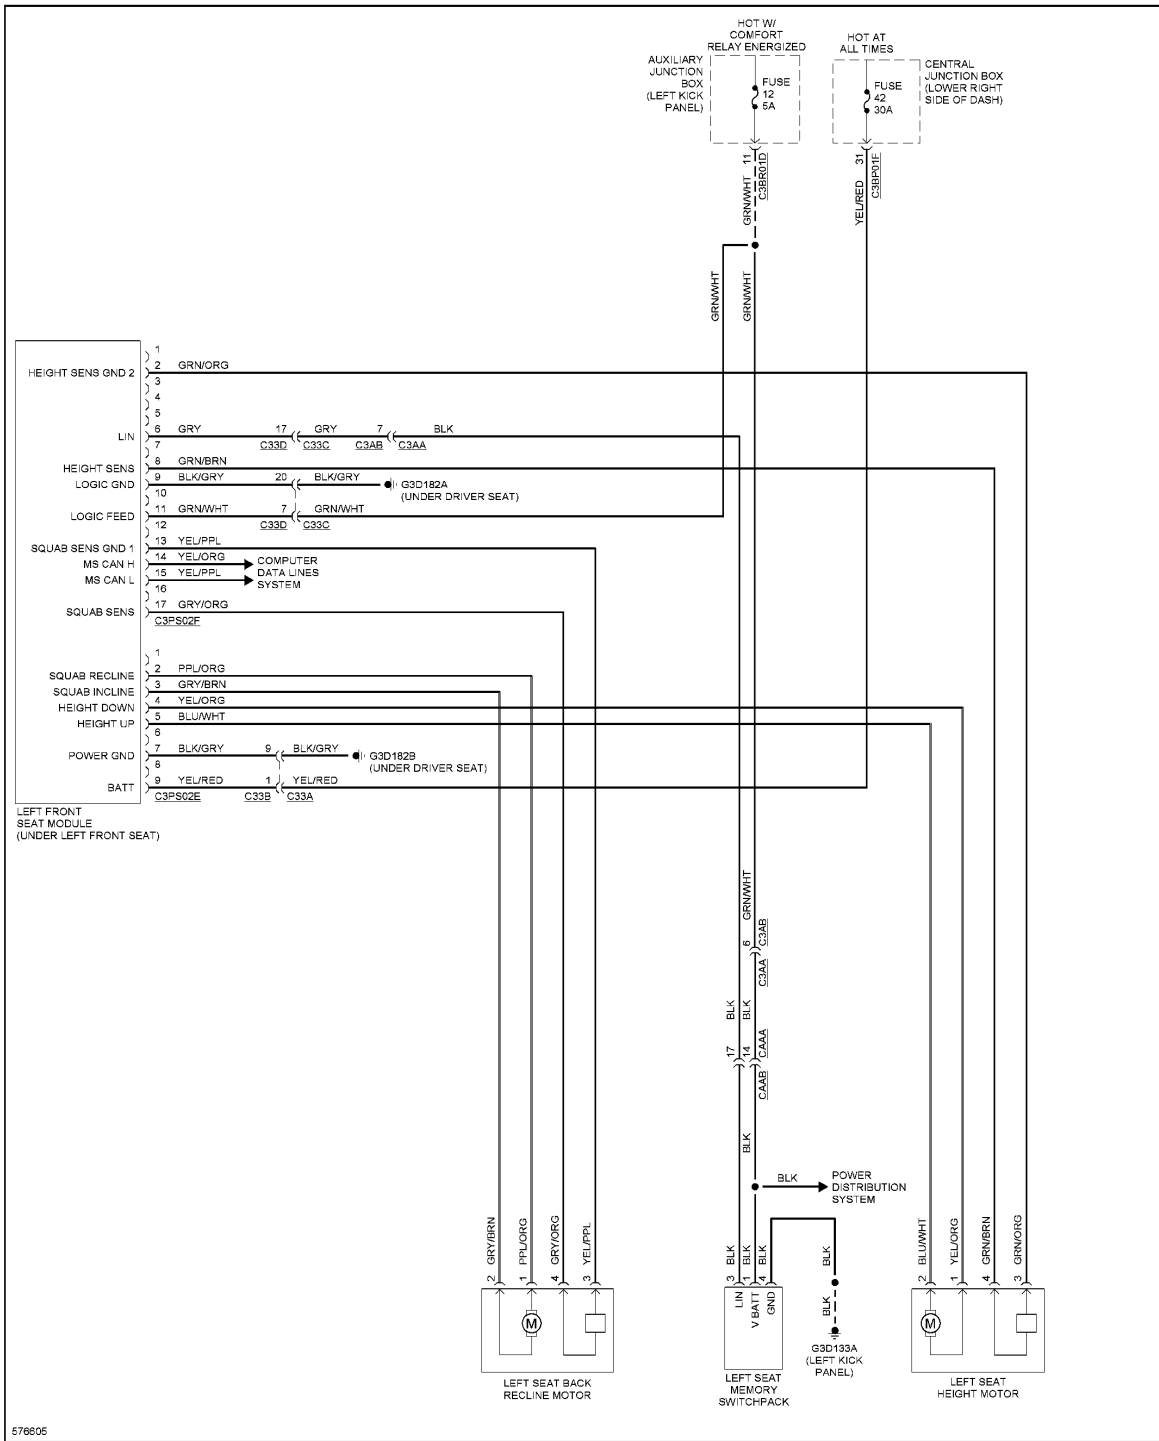 HOT W/
COMFORT
RELAY ENERGIZED
HOT AT
ALL TIMES
AUXILIARY
JUNCTION
BOX
(LEFT KICK
PANEL)
FUSE
12
5A
FUSE
42
30A
CENTRAL
JUNCTION BOX
(LOWER RIGHT
SIDE OF DASH)
11
C3BR01D
31
C3BP01F
GRN/WHT
YEL/RED
GRN/WHT
GRN/WHT
1
HEIGHT SENS GND 2
2 GRN/ORG
3
4
5
LIN
6 GRY 17 GRY 7 BLK
C33D C33C C3AB C3AA
7
HEIGHT SENS
8 GRN/BRN
LOGIC GND
9 BLK/GRY 20 BLK/GRY
G3D182A
(UNDER DRIVER SEAT)
10
LOGIC FEED
11 GRN/WHT 7 GRN/WHT
C33D C33C
12
SQUAB SENS GND 1
13 YEL/PPL
MS CAN H
14 YEL/ORG
MS CAN L
15 YEL/PPL
COMPUTER
DATA LINES
SYSTEM
16
SQUAB SENS
17 GRY/ORG
C3PS02F
1
SQUAB RECLINE
2 PPL/ORG
SQUAB INCLINE
3 GRY/BRN
HEIGHT DOWN
4 YEL/ORG
HEIGHT UP
5 BLU/WHT
6
POWER GND
7 BLK/GRY 9 BLK/GRY
G3D182B
(UNDER DRIVER SEAT)
8
BATT
9 YEL/RED 1 YEL/RED
C3PS02E C33B C33A
LEFT FRONT
SEAT MODULE
(UNDER LEFT FRONT SEAT)
GRN/WHT
6
C3AB
C3AA
BLK
BLK
17
14
CAAA
CAAB
BLK
BLK
POWER
DISTRIBUTION
SYSTEM
GRY/BRN
PPL/ORG
GRY/ORG
YEL/PPL
2
1
4
3
M
LEFT SEAT BACK
RECLINE MOTOR
BLK
BLK
BLK
BLK
3
1
4
LIN
V BATT
GND
BLK
G3D133A
(LEFT KICK
PANEL)
LEFT SEAT
MEMORY
SWITCHPACK
BLU/WHT
YEL/ORG
GRN/BRN
GRN/ORG
2
1
4
3
M
LEFT SEAT
HEIGHT MOTOR
576605